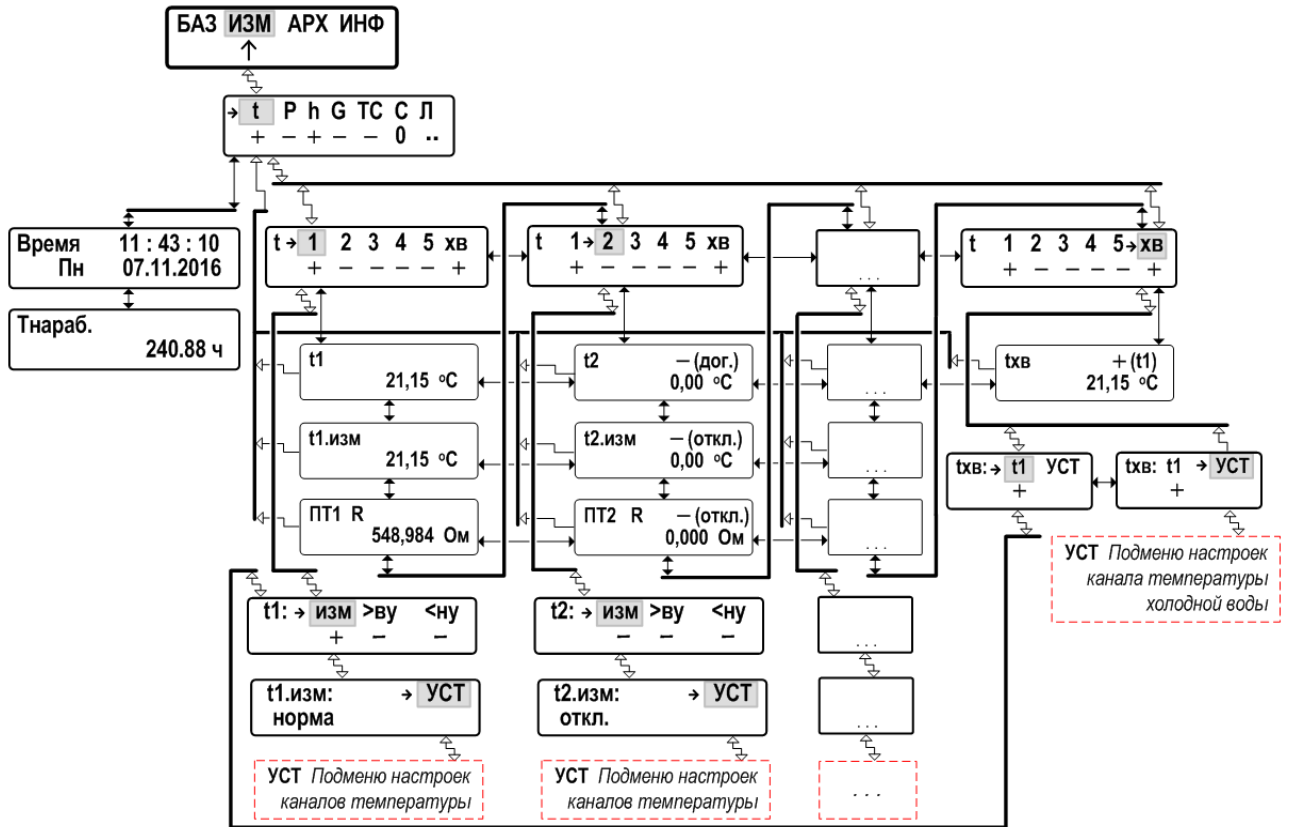 БАЗ ИЗМ АРХ ИНФ
↑
→ t P h G ТС С Л
+ – + – – 0 ..
Время 11 : 43 : 10
Пн 07.11.2016
Тнараб.
240.88 ч
t → 1 2 3 4 5 хв
+ – – – – +
t 1 → 2 3 4 5 хв
+ – – – – +
. . .
t 1 2 3 4 5 → хв
+ – – – – +
t1
21,15 ºС
t2 – (дог.)
0,00 ºС
. . .
tхв + (t1)
21,15 ºС
t1.изм
21,15 ºС
t2.изм – (откл.)
0,00 ºС
. . .
ПТ1 R
548,984 Ом
ПТ2 R – (откл.)
0,000 Ом
. . .
tхв: → t1 УСТ
+
tхв: t1 → УСТ
+
УСТ Подменю настроек
канала температуры
холодной воды
t1: → изм >ву <ну
+ – –
t2: → изм >ву <ну
– – –
. . .
t1.изм: → УСТ
норма
t2.изм: → УСТ
откл.
. . .
УСТ Подменю настроек
каналов температуры
УСТ Подменю настроек
каналов температуры
. . .